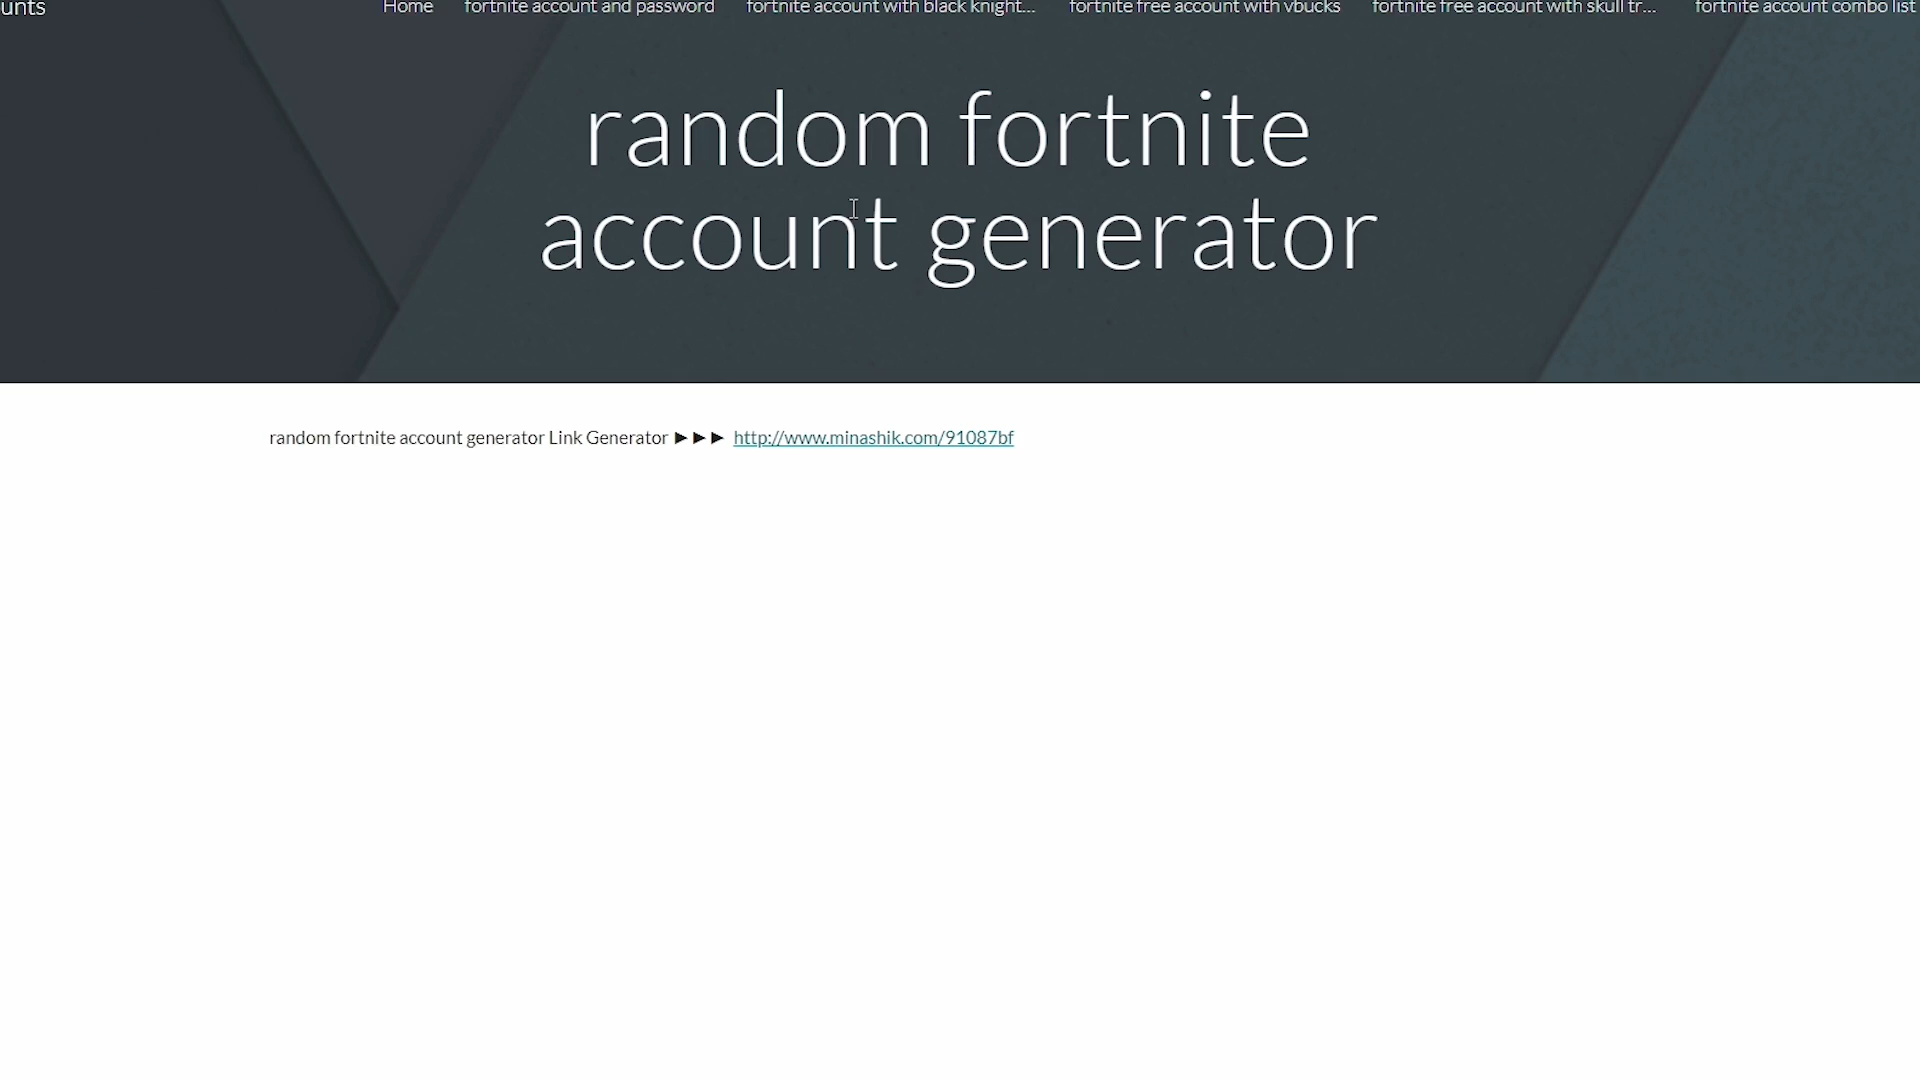 unts Home fortnite account and password fortnite account with black knight... fortnite free account with vbucks fortnite free account with skull tr... fortnite account combo list
random fortnite
account generator
random fortnite account generator Link Generator ►►► http://www.minashik.com/91087bf